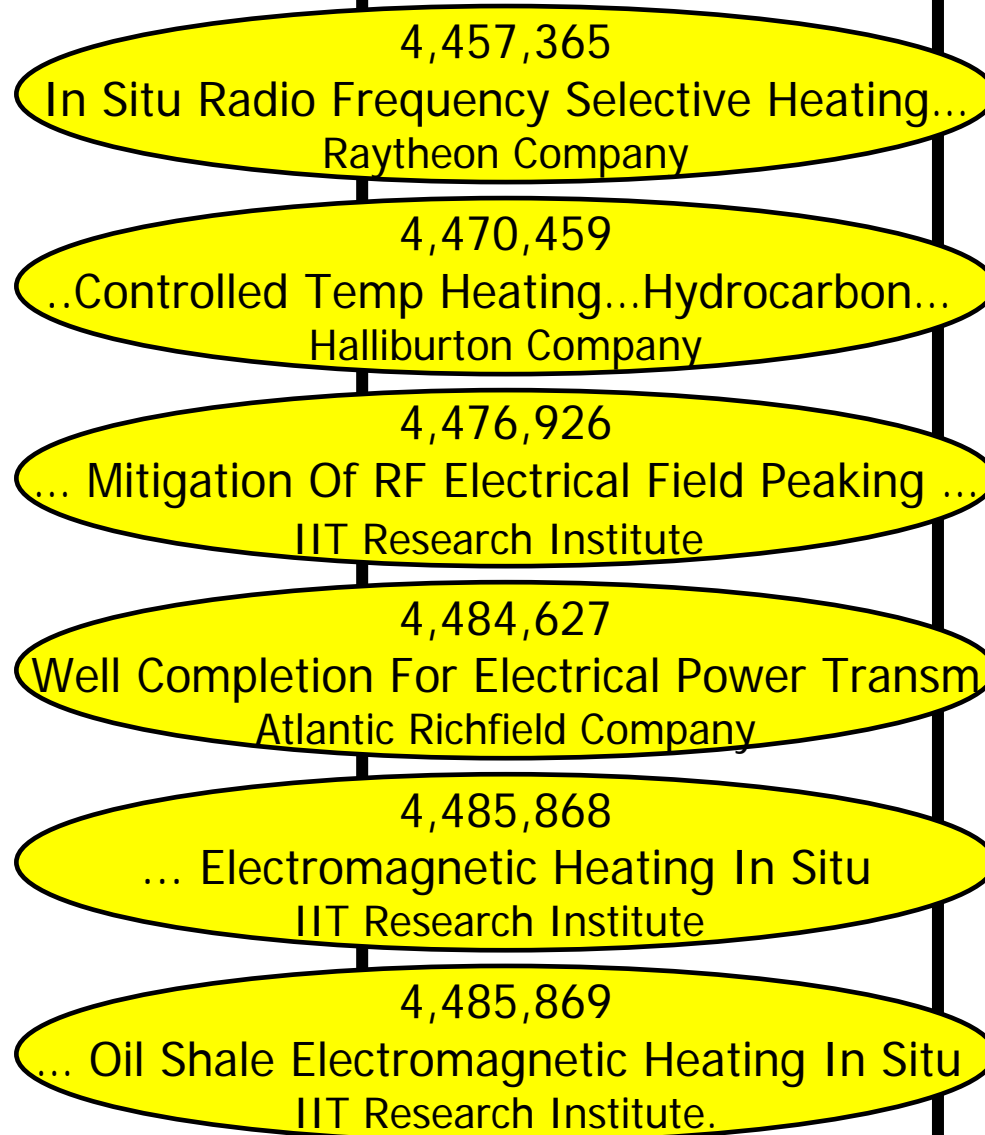 4,457,365
In Situ Radio Frequency Selective Heating...
Raytheon Company
4,470,459
..Controlled Temp Heating...Hydrocarbon...
Halliburton Company
4,476,926
... Mitigation Of RF Electrical Field Peaking ...
IIT Research Institute
4,484,627
Well Completion For Electrical Power Transm
Atlantic Richfield Company
4,485,868
... Electromagnetic Heating In Situ
IIT Research Institute
4,485,869
... Oil Shale Electromagnetic Heating In Situ
IIT Research Institute.